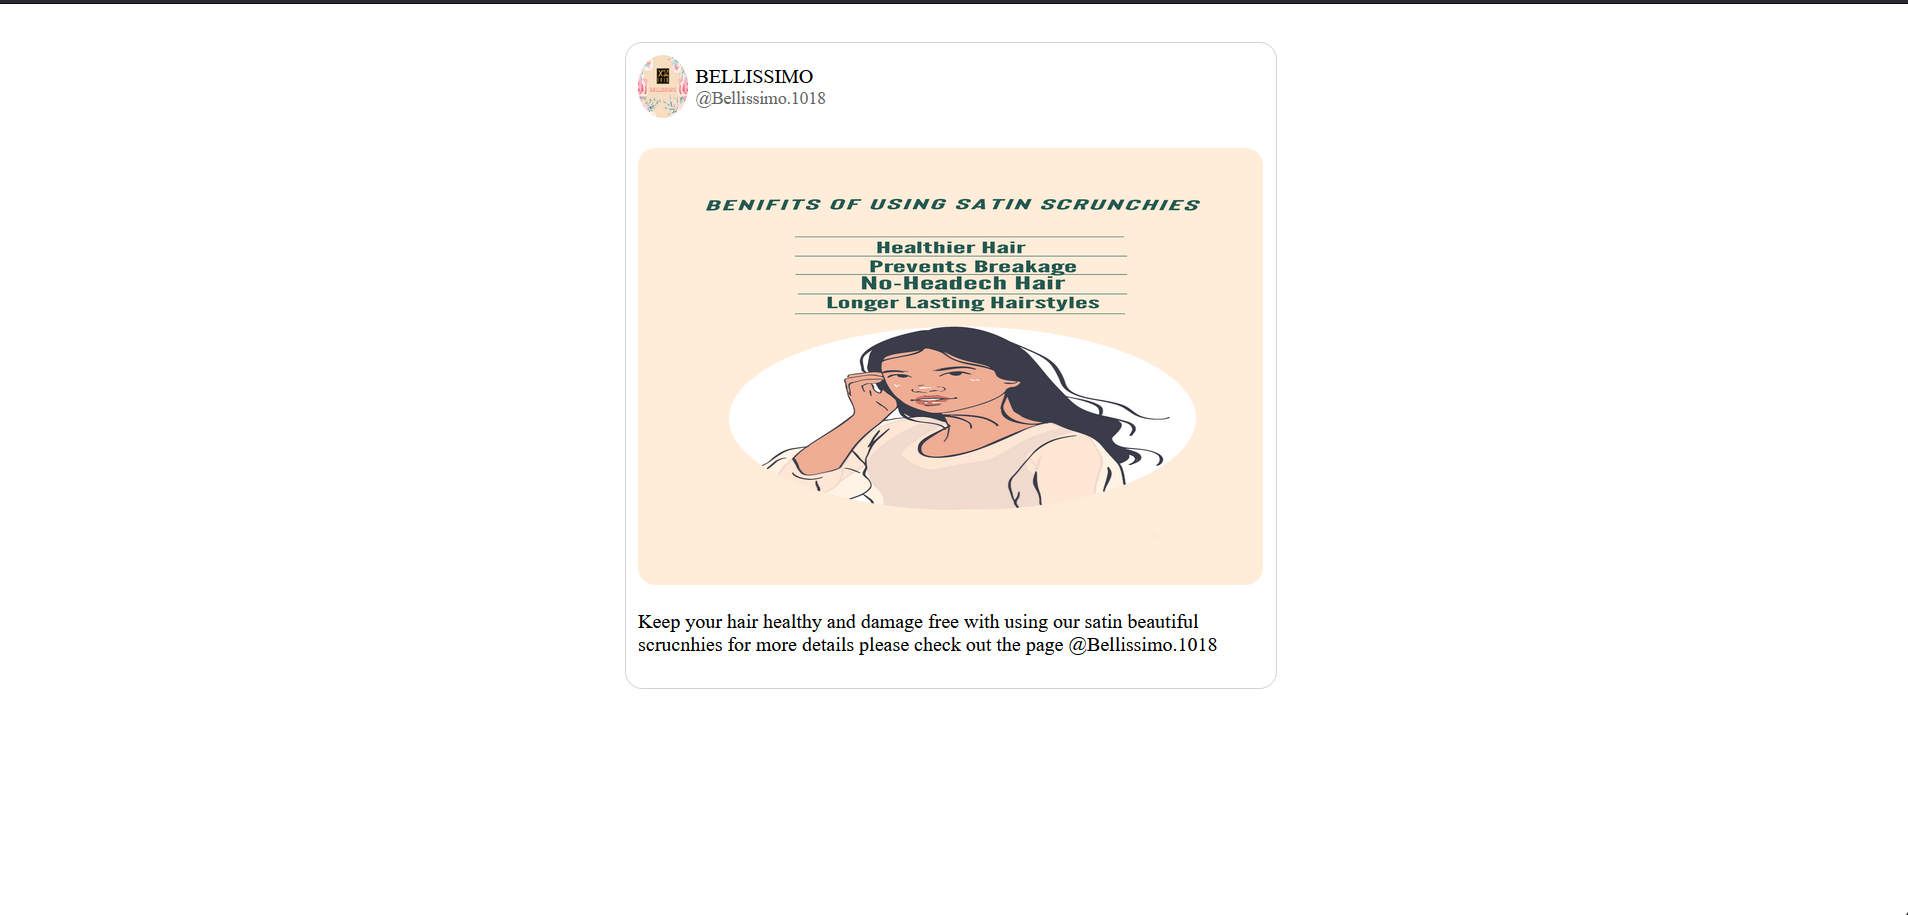 BELLISSIMO
@Bellissimo.1018
BENIFITS OF USING SATIN SCRUNCHIES
Healthier Hair
Prevents Breakage
No-Headech Hair
Longer Lasting Hairstyles
Keep your hair healthy and damage free with using our satin beautiful
scrucnhies for more details please check out the page @Bellissimo.1018